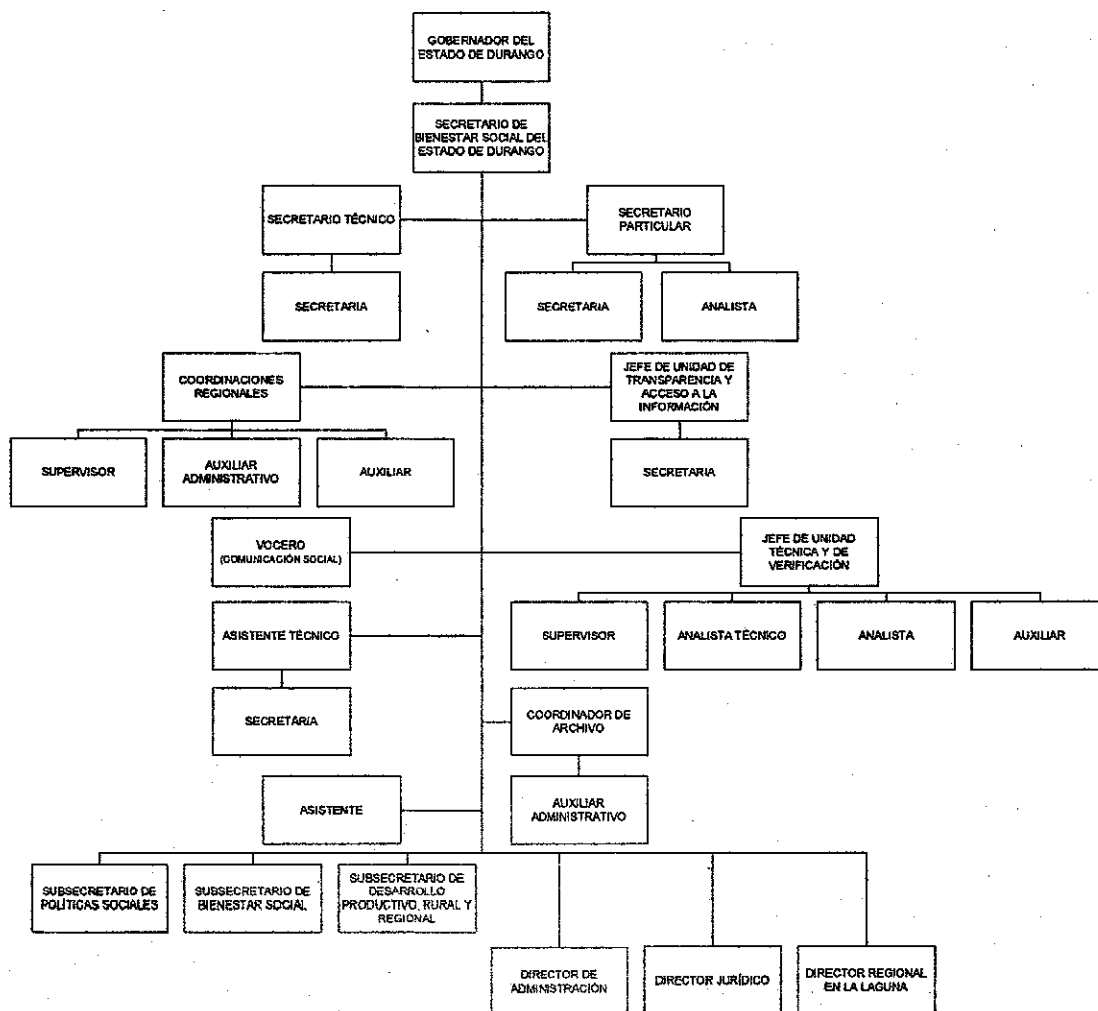 GOBERNADOR DEL
ESTADO DE DURANGO
SECRETARIO DE
BIENESTAR SOCIAL DEL
ESTADO DE DURANGO
SECRETARIO TÉCNICO
SECRETARIO
PARTICULAR
SECRETARIA
SECRETARIA
ANALISTA
COORDINACIONES
REGIONALES
JEFE DE UNIDAD DE
TRANSPARENCIA Y
ACCESO A LA
INFORMACIÓN
SUPERVISOR
AUXILIAR
ADMINISTRATIVO
AUXILIAR
SECRETARIA
VOCERO
(COMUNICACIÓN SOCIAL)
JEFE DE UNIDAD
TÉCNICA Y DE
VERIFICACIÓN
ASISTENTE TÉCNICO
SUPERVISOR
ANALISTA TÉCNICO
ANALISTA
AUXILIAR
SECRETARIA
COORDINADOR DE
ARCHIVO
ASISTENTE
AUXILIAR
ADMINISTRATIVO
SUBSECRETARIO DE
POLÍTICAS SOCIALES
SUBSECRETARIO DE
BIENESTAR SOCIAL
SUBSECRETARIO DE
DESARROLLO
PRODUCTIVO, RURAL Y
REGIONAL
DIRECTOR DE
ADMINISTRACIÓN
DIRECTOR JURÍDICO
DIRECTOR REGIONAL
EN LA LAGUNA